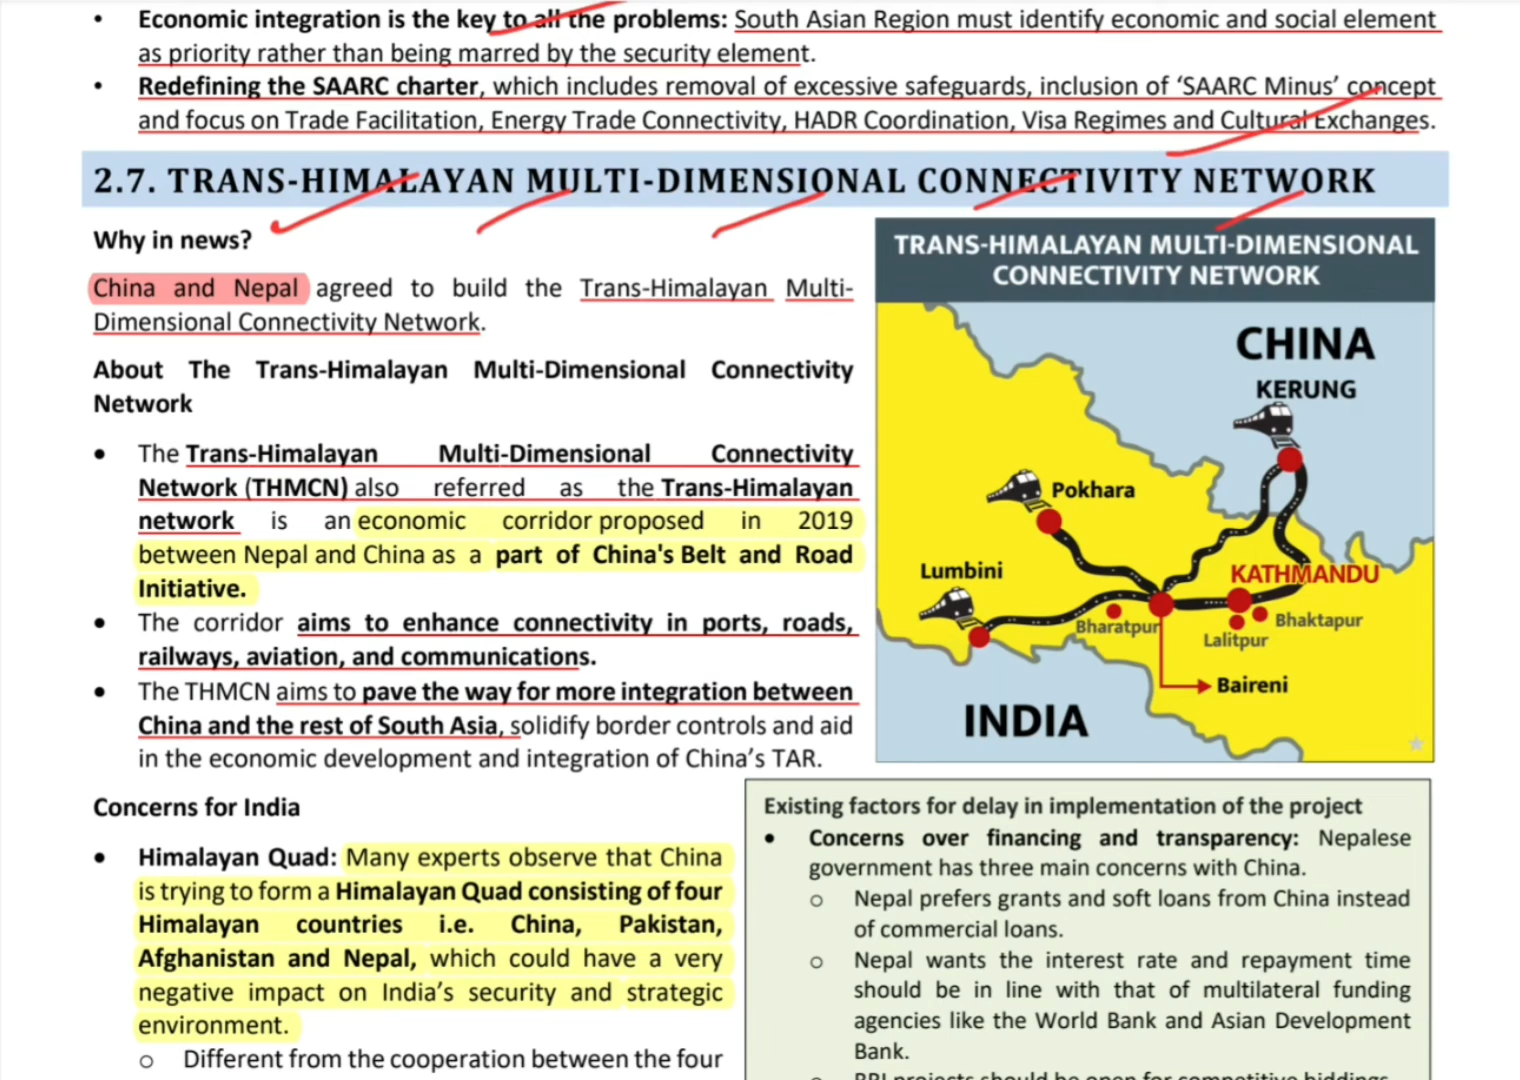 • Economic integration is the key to all the problems: South Asian Region must identify economic and social element
as priority rather than being marred by the security element.
• Redefining the SAARC charter, which includes removal of excessive safeguards, inclusion of ‘SAARC Minus’ concept
and focus on Trade Facilitation, Energy Trade Connectivity, HADR Coordination, Visa Regimes and Cultural Exchanges.
2.7. TRANS-HIMALAYAN MULTI-DIMENSIONAL CONNECTIVITY NETWORK
Why in news?
China and Nepal agreed to build the Trans-Himalayan Multi-
Dimensional Connectivity Network.
About The Trans-Himalayan Multi-Dimensional Connectivity
Network
• The Trans-Himalayan Multi-Dimensional Connectivity
Network (THMCN) also referred as the Trans-Himalayan
network is an economic corridor proposed in 2019
between Nepal and China as a part of China's Belt and Road
Initiative.
• The corridor aims to enhance connectivity in ports, roads,
railways, aviation, and communications.
• The THMCN aims to pave the way for more integration between
China and the rest of South Asia, solidify border controls and aid
in the economic development and integration of China’s TAR.
TRANS-HIMALAYAN MULTI-DIMENSIONAL
CONNECTIVITY NETWORK
CHINA
KERUNG
Pokhara
Lumbini
KATHMANDU
Bharatpur
Bhaktapur
Lalitpur
Baireni
INDIA
Concerns for India
• Himalayan Quad: Many experts observe that China
is trying to form a Himalayan Quad consisting of four
Himalayan countries i.e. China, Pakistan,
Afghanistan and Nepal, which could have a very
negative impact on India’s security and strategic
environment.
o Different from the cooperation between the four
Existing factors for delay in implementation of the project
• Concerns over financing and transparency: Nepalese
government has three main concerns with China.
o Nepal prefers grants and soft loans from China instead
of commercial loans.
o Nepal wants the interest rate and repayment time
should be in line with that of multilateral funding
agencies like the World Bank and Asian Development
Bank.
o BRI projects should be open for competitive biddings